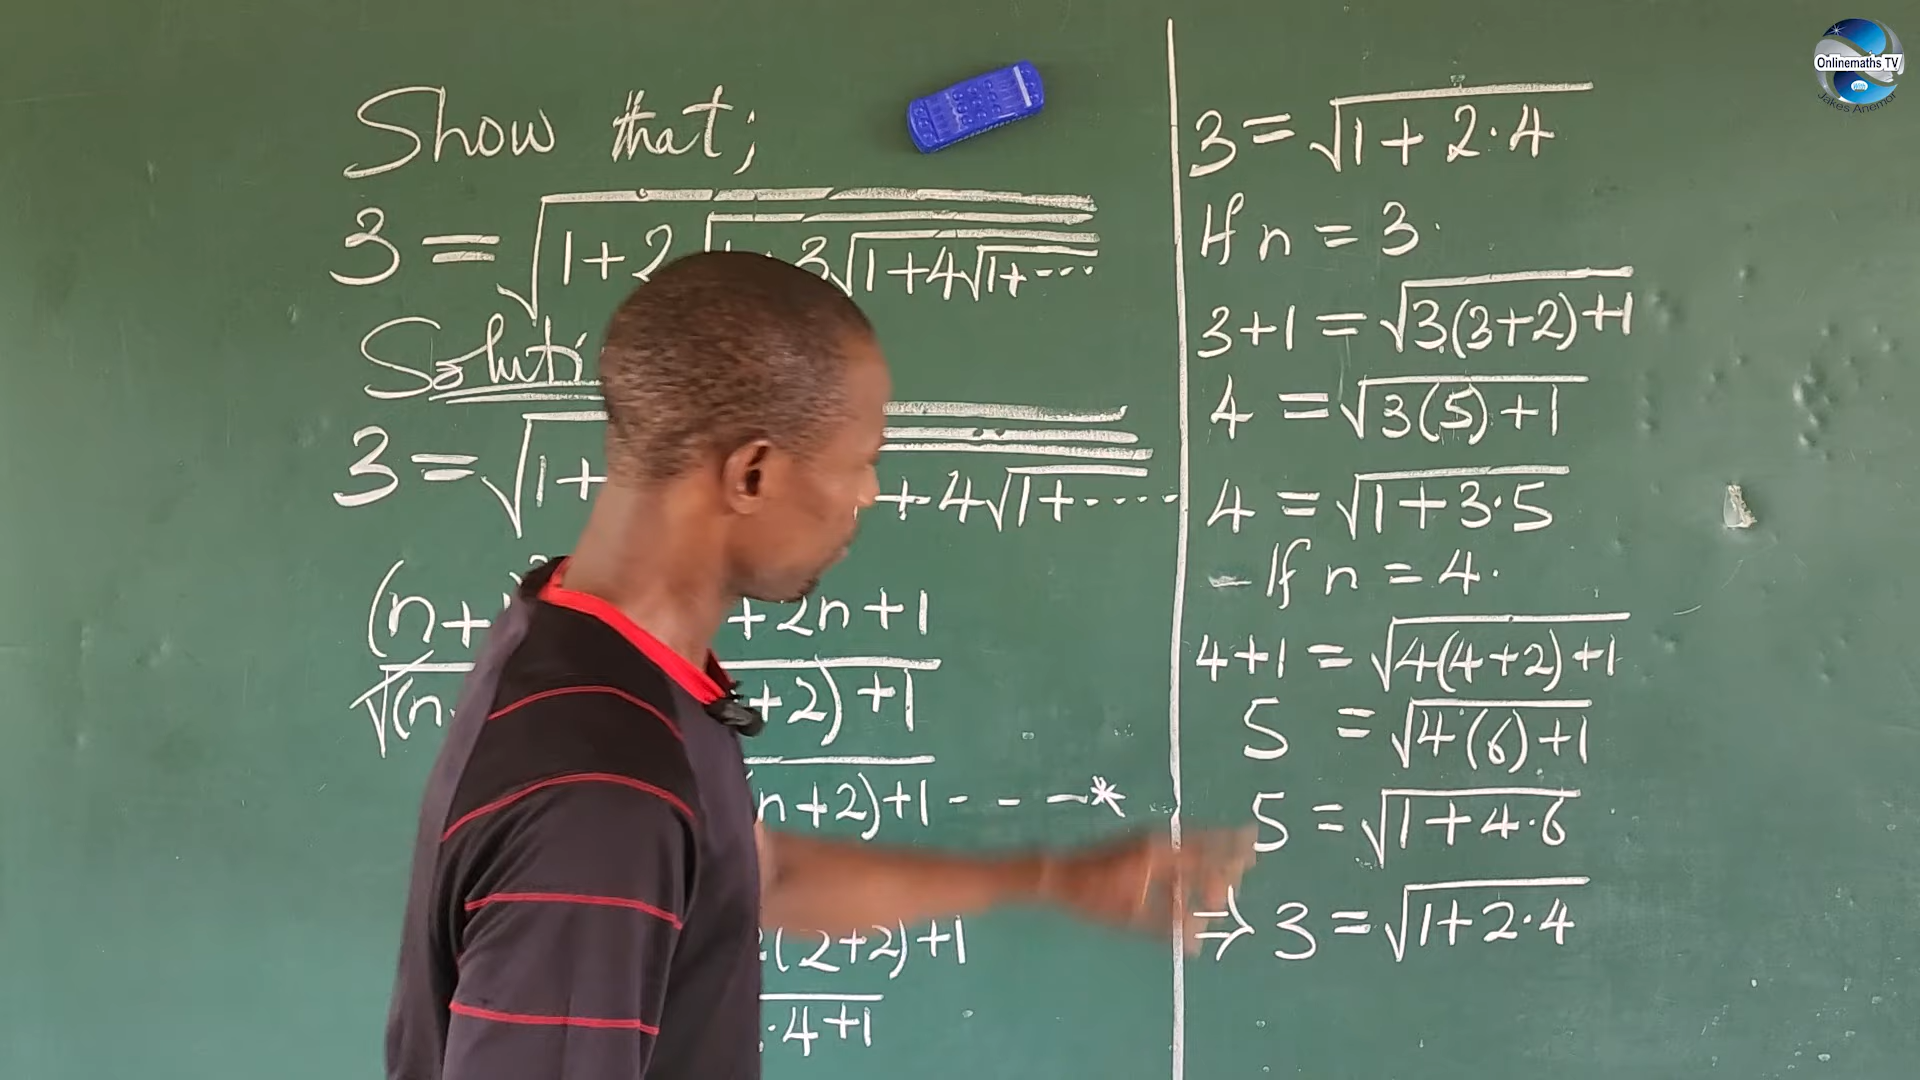 Show that;
3 = √1+2√1+3√1+4√1+---
Soluti
3 = √1+ +4√1+----
(n+ +2n+1
√(n +2)+1
n+2)+1 - - - *
(2+2)+1
.4+1
3 = √1+2·4
If n = 3.
3+1 = √3(3+2)+1
4 = √3(5)+1
4 = √1+3·5
If n = 4.
4+1 = √4(4+2)+1
5 = √4(6)+1
5 = √1+4·6
⇒ 3 = √1+2·4
Onlinemaths TV
Jakes Anemor